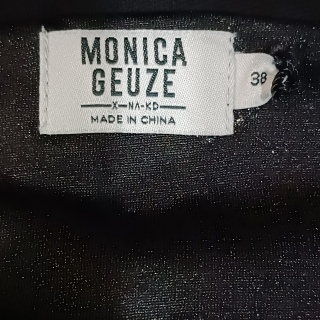 MONICA
GEUZE
X-NA-KD
MADE IN CHINA
38